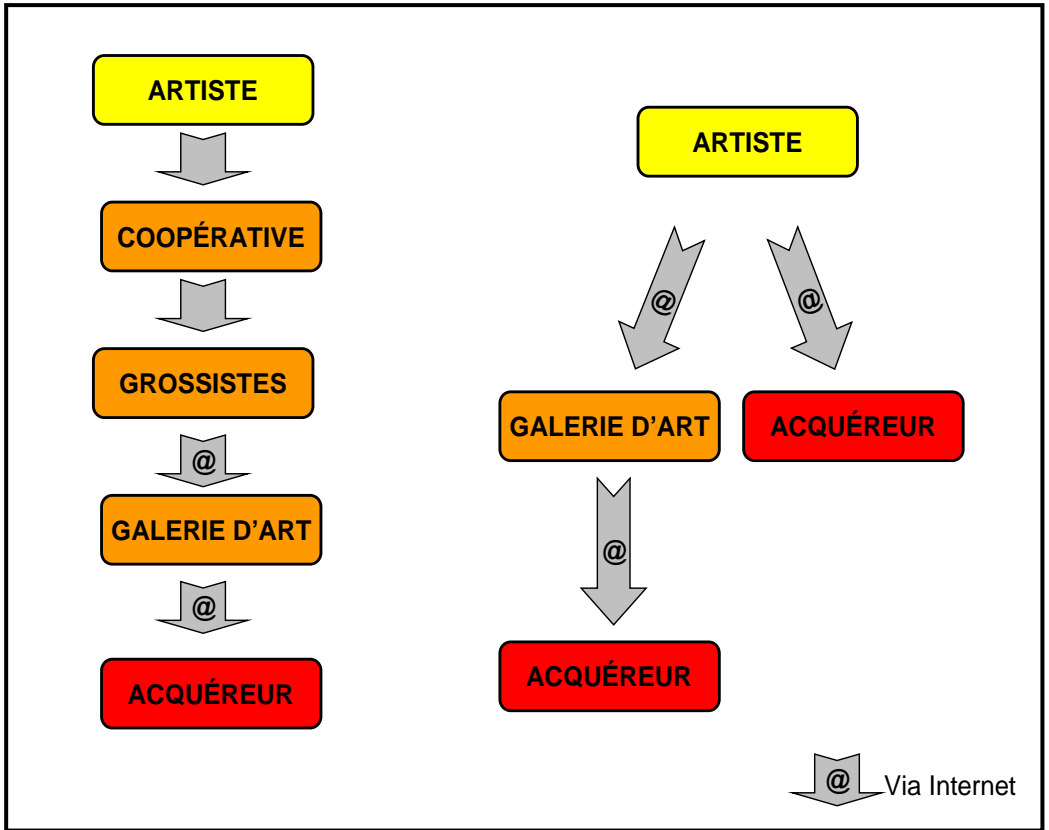 ARTISTE
COOPÉRATIVE
GROSSISTES
@
GALERIE D’ART
@
ACQUÉREUR
ARTISTE
@
@
GALERIE D’ART
ACQUÉREUR
@
ACQUÉREUR
@ Via Internet